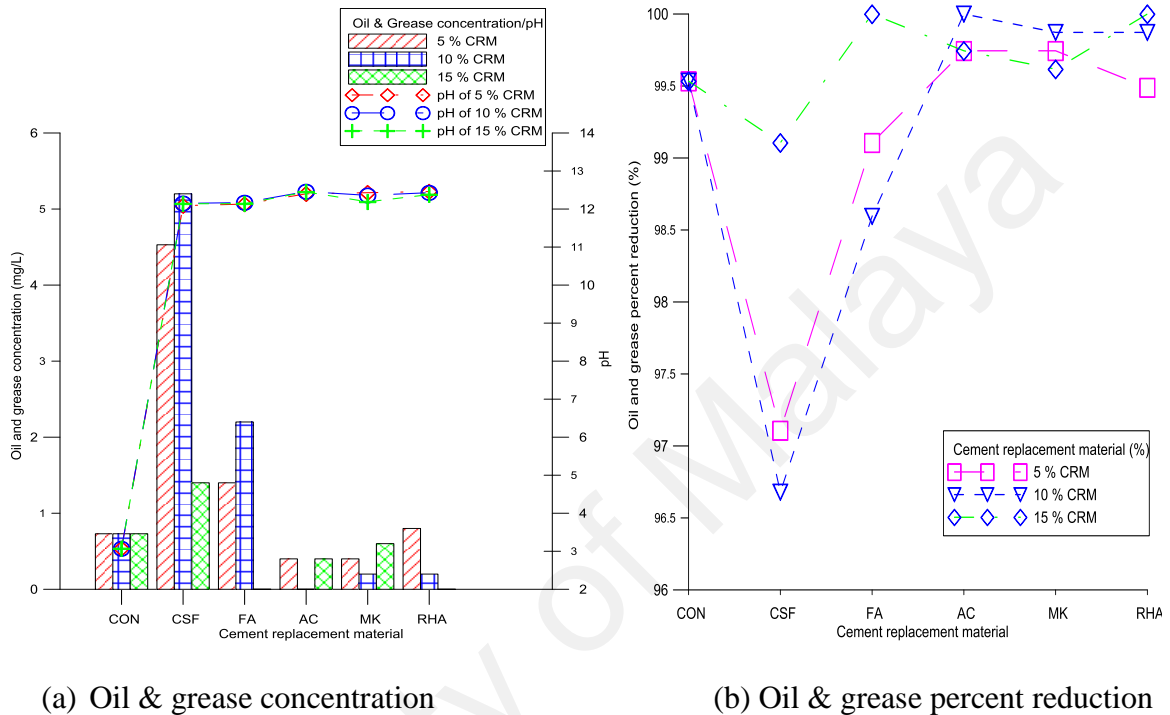 Oil & Grease concentration/pH
5 % CRM
10 % CRM
15 % CRM
pH of 5 % CRM
pH of 10 % CRM
pH of 15 % CRM
6
5
4
3
2
1
0
Oil and grease concentration (mg/L)
14
13
12
11
10
9
8
7
6
5
4
3
2
pH
CON CSF FA AC MK RHA
Cement replacement material
(a) Oil & grease concentration
100
99.5
99
98.5
98
97.5
97
96.5
96
Oil and grease percent reduction (%)
Cement replacement material (%)
5 % CRM
10 % CRM
15 % CRM
CON CSF FA AC MK RHA
Cement replacement material
(b) Oil & grease percent reduction
y of Malaya